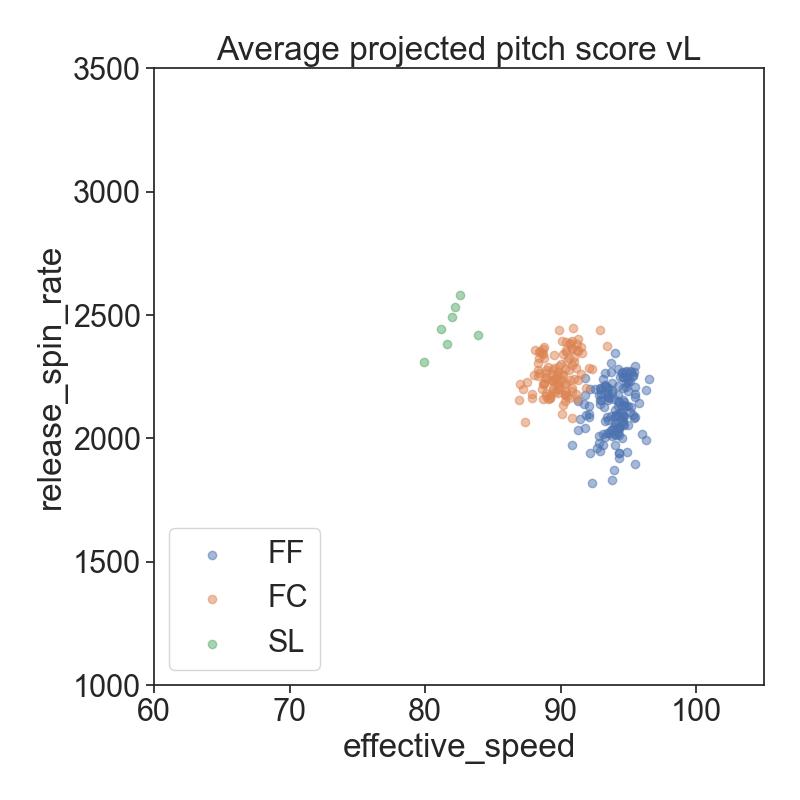 Average projected pitch score vL
3500
3000
2500
2000
1500
1000
release_spin_rate
FF
FC
SL
60 70 80 90 100
effective_speed